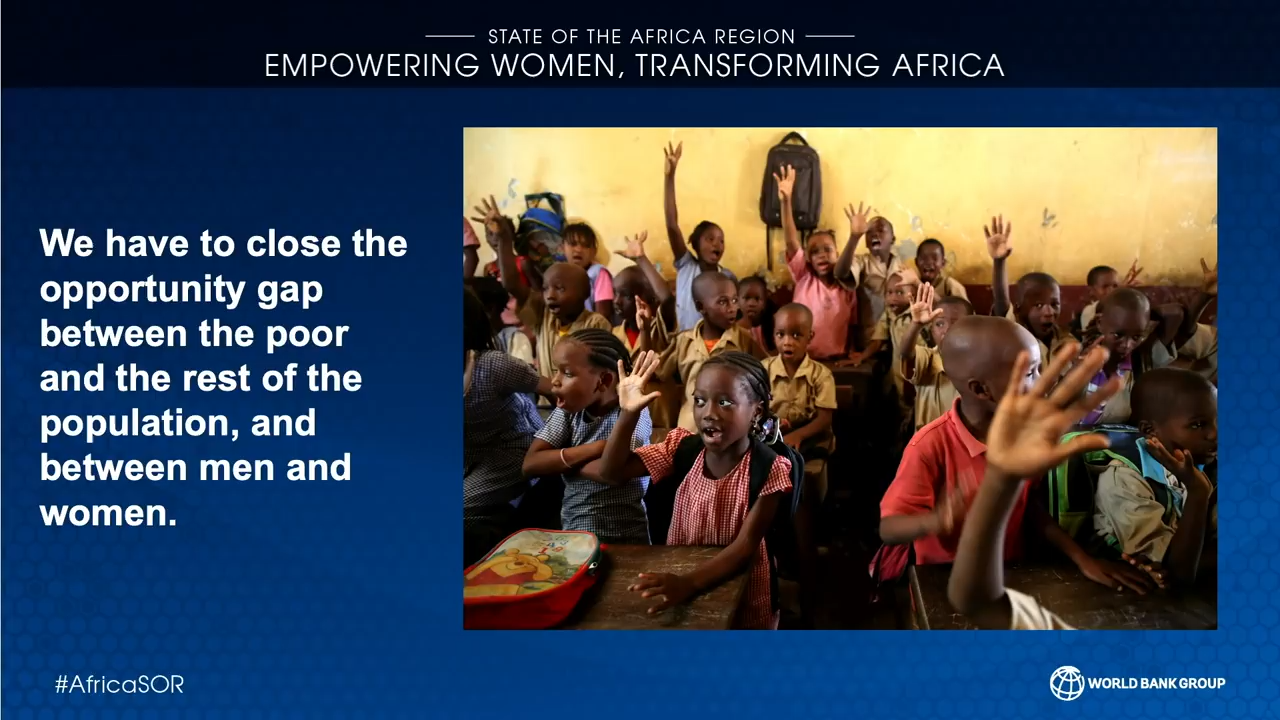 STATE OF THE AFRICA REGION
EMPOWERING WOMEN, TRANSFORMING AFRICA
We have to close the
opportunity gap
between the poor
and the rest of the
population, and
between men and
women.
#AfricaSOR
WORLD BANK GROUP